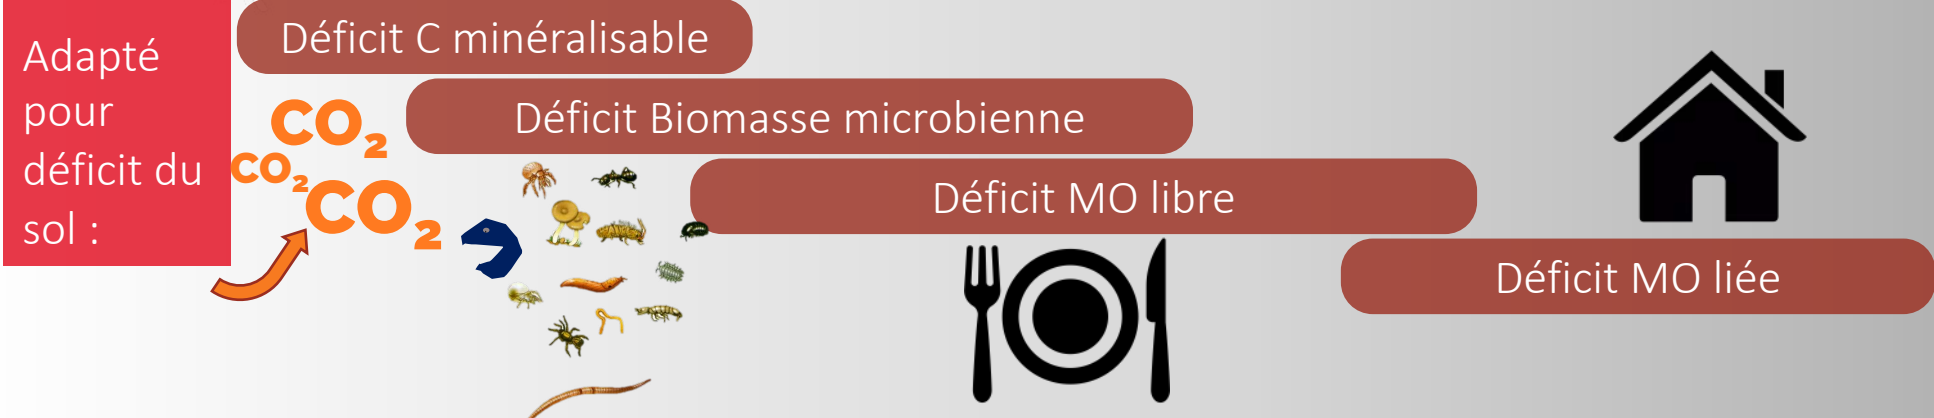 Adapté
pour
déficit du
sol :
Déficit C minéralisable
Déficit Biomasse microbienne
Déficit MO libre
Déficit MO liée
CO₂
CO₂
CO₂